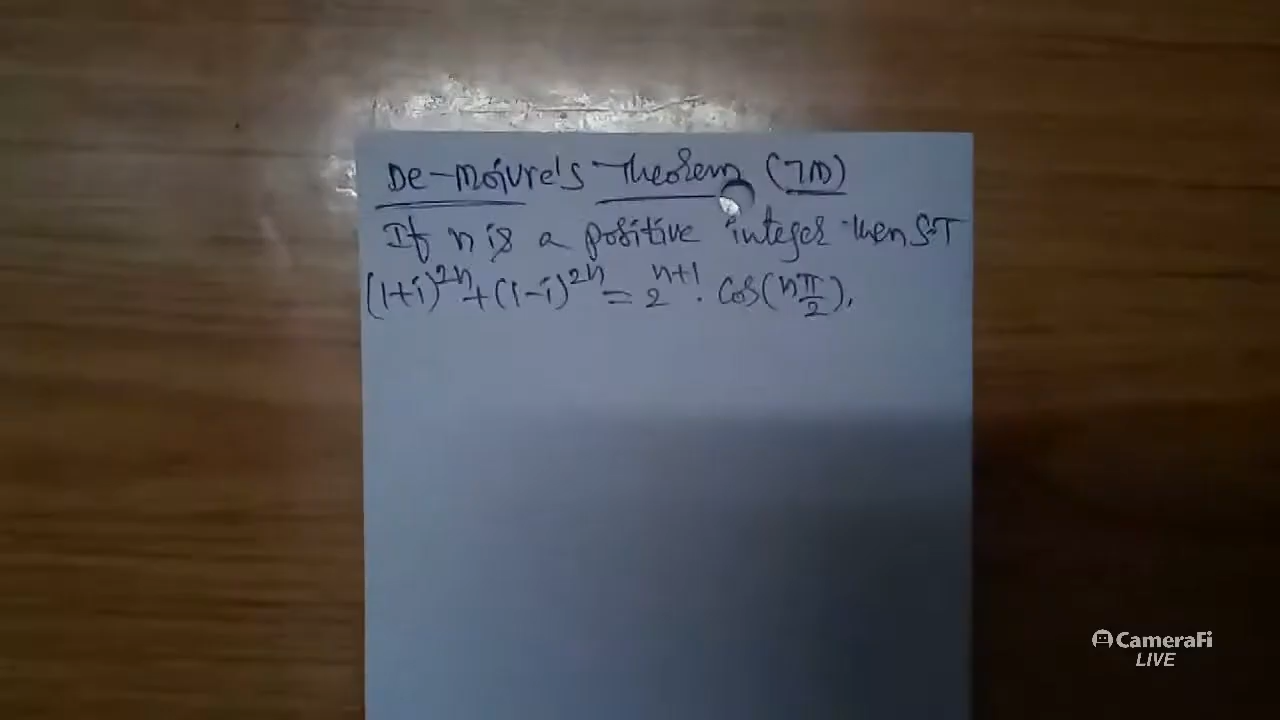 De-Moivre's Theorem (7M)
If n is a positive integer then S.T
(1+i)^2n + (1-i)^2n = 2^n+1 . Cos(nπ/2).
CameraFi
LIVE